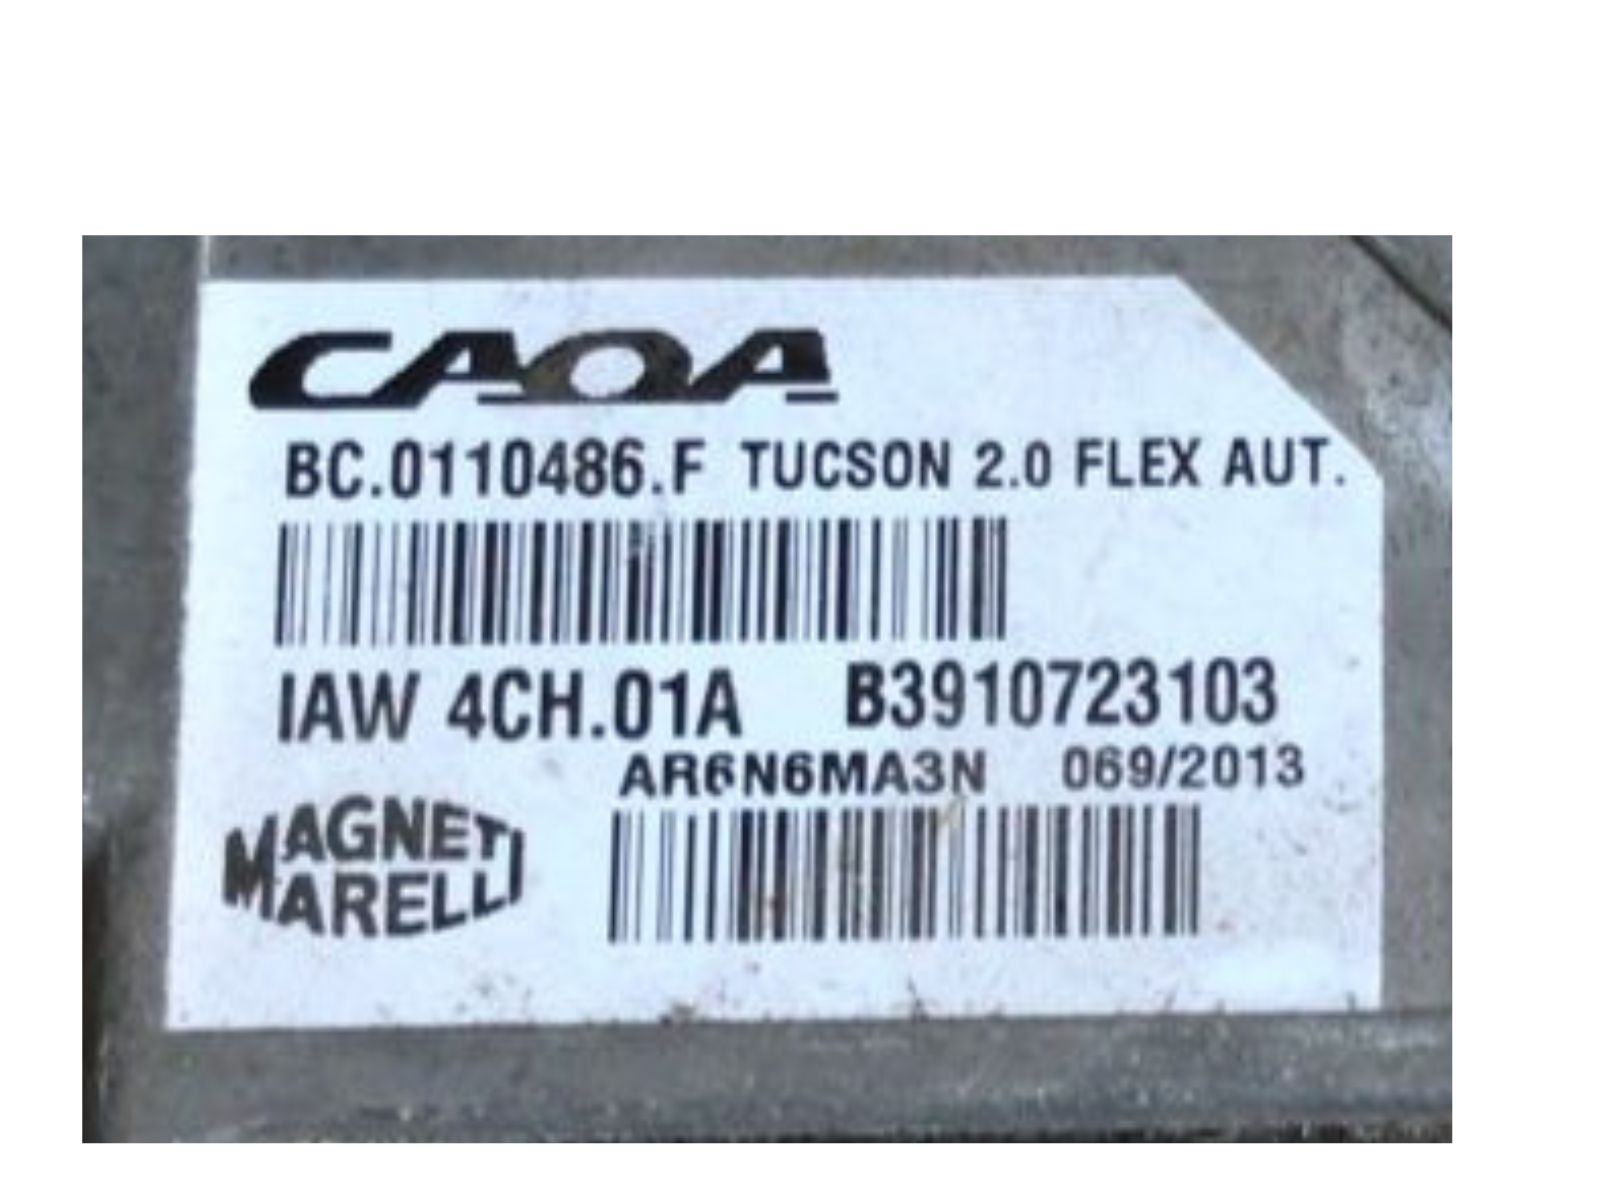 CAOA
BC.0110486.F TUCSON 2.0 FLEX AUT.
IAW 4CH.01A B3910723103
AR6N6MA3N 069/2013
MAGNETI
MARELLI